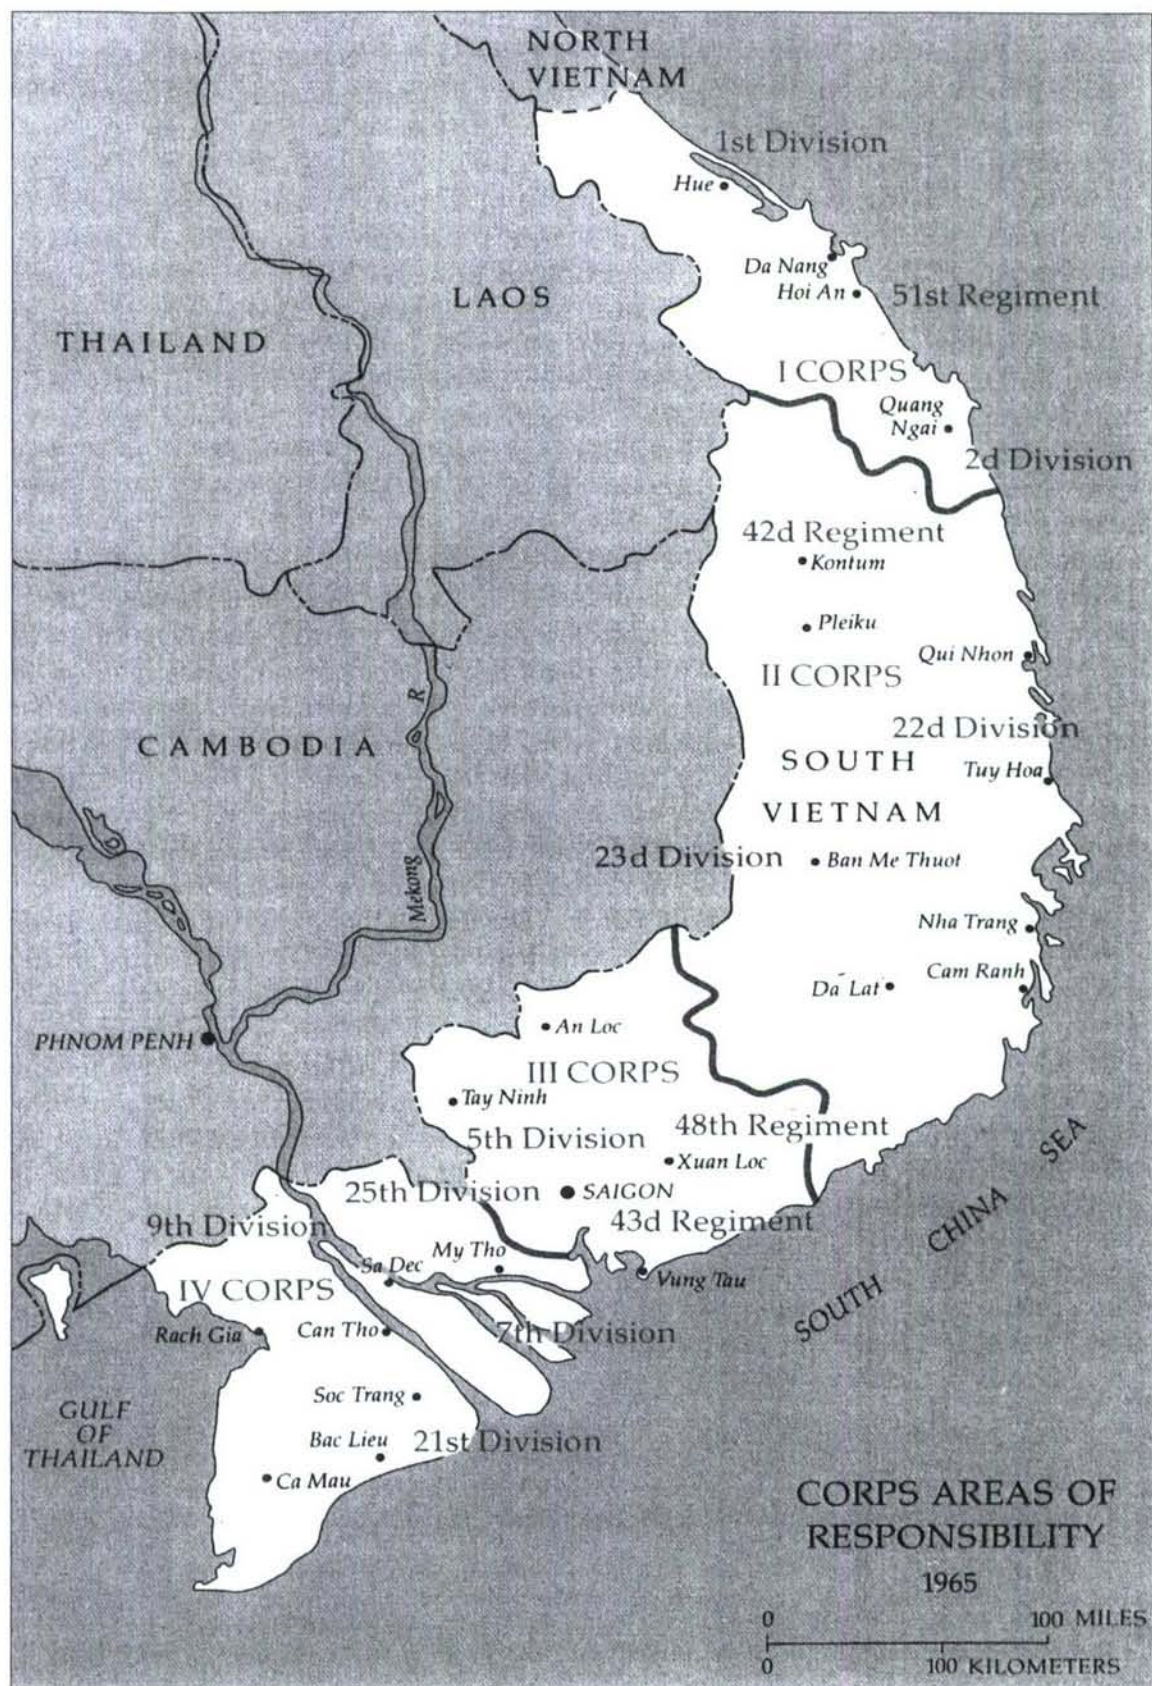 NORTH
VIETNAM
1st Division
Hue
Da Nang
Hoi An
51st Regiment
LAOS
THAILAND
I CORPS
Quang
Ngai
2d Division
42d Regiment
Kontum
Pleiku
Qui Nhon
II CORPS
22d Division
SOUTH
VIETNAM
Tuy Hoa
CAMBODIA
Mekong R
23d Division
Ban Me Thuot
Nha Trang
Cam Ranh
Da Lat
PHNOM PENH
An Loc
III CORPS
Tay Ninh
5th Division
48th Regiment
Xuan Loc
25th Division
SAIGON
43d Regiment
9th Division
My Tho
Sa Dec
IV CORPS
Vung Tau
Rach Gia
Can Tho
7th Division
Soc Trang
Bac Lieu
21st Division
Ca Mau
GULF
OF
THAILAND
SOUTH CHINA SEA
CORPS AREAS OF
RESPONSIBILITY
1965
0 100 MILES
0 100 KILOMETERS